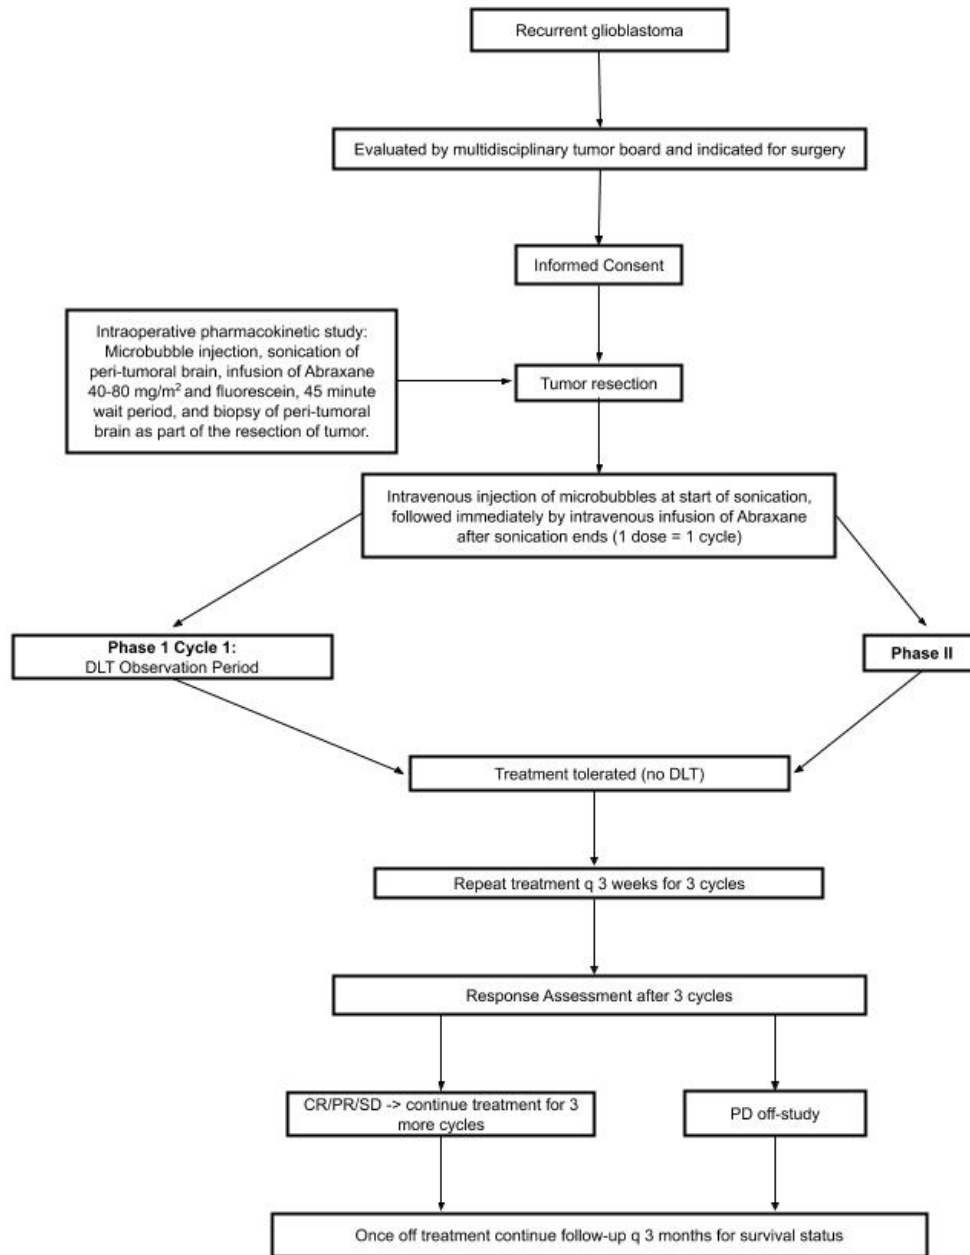 Recurrent glioblastoma
Evaluated by multidisciplinary tumor board and indicated for surgery
Informed Consent
Intraoperative pharmacokinetic study:
Microbubble injection, sonication of
peri-tumoral brain, infusion of Abraxane
40-80 mg/m² and fluorescein, 45 minute
wait period, and biopsy of peri-tumoral
brain as part of the resection of tumor.
Tumor resection
Intravenous injection of microbubbles at start of sonication,
followed immediately by intravenous infusion of Abraxane
after sonication ends (1 dose = 1 cycle)
Phase 1 Cycle 1:
DLT Observation Period
Phase II
Treatment tolerated (no DLT)
Repeat treatment q 3 weeks for 3 cycles
Response Assessment after 3 cycles
CR/PR/SD -> continue treatment for 3
more cycles
PD off-study
Once off treatment continue follow-up q 3 months for survival status